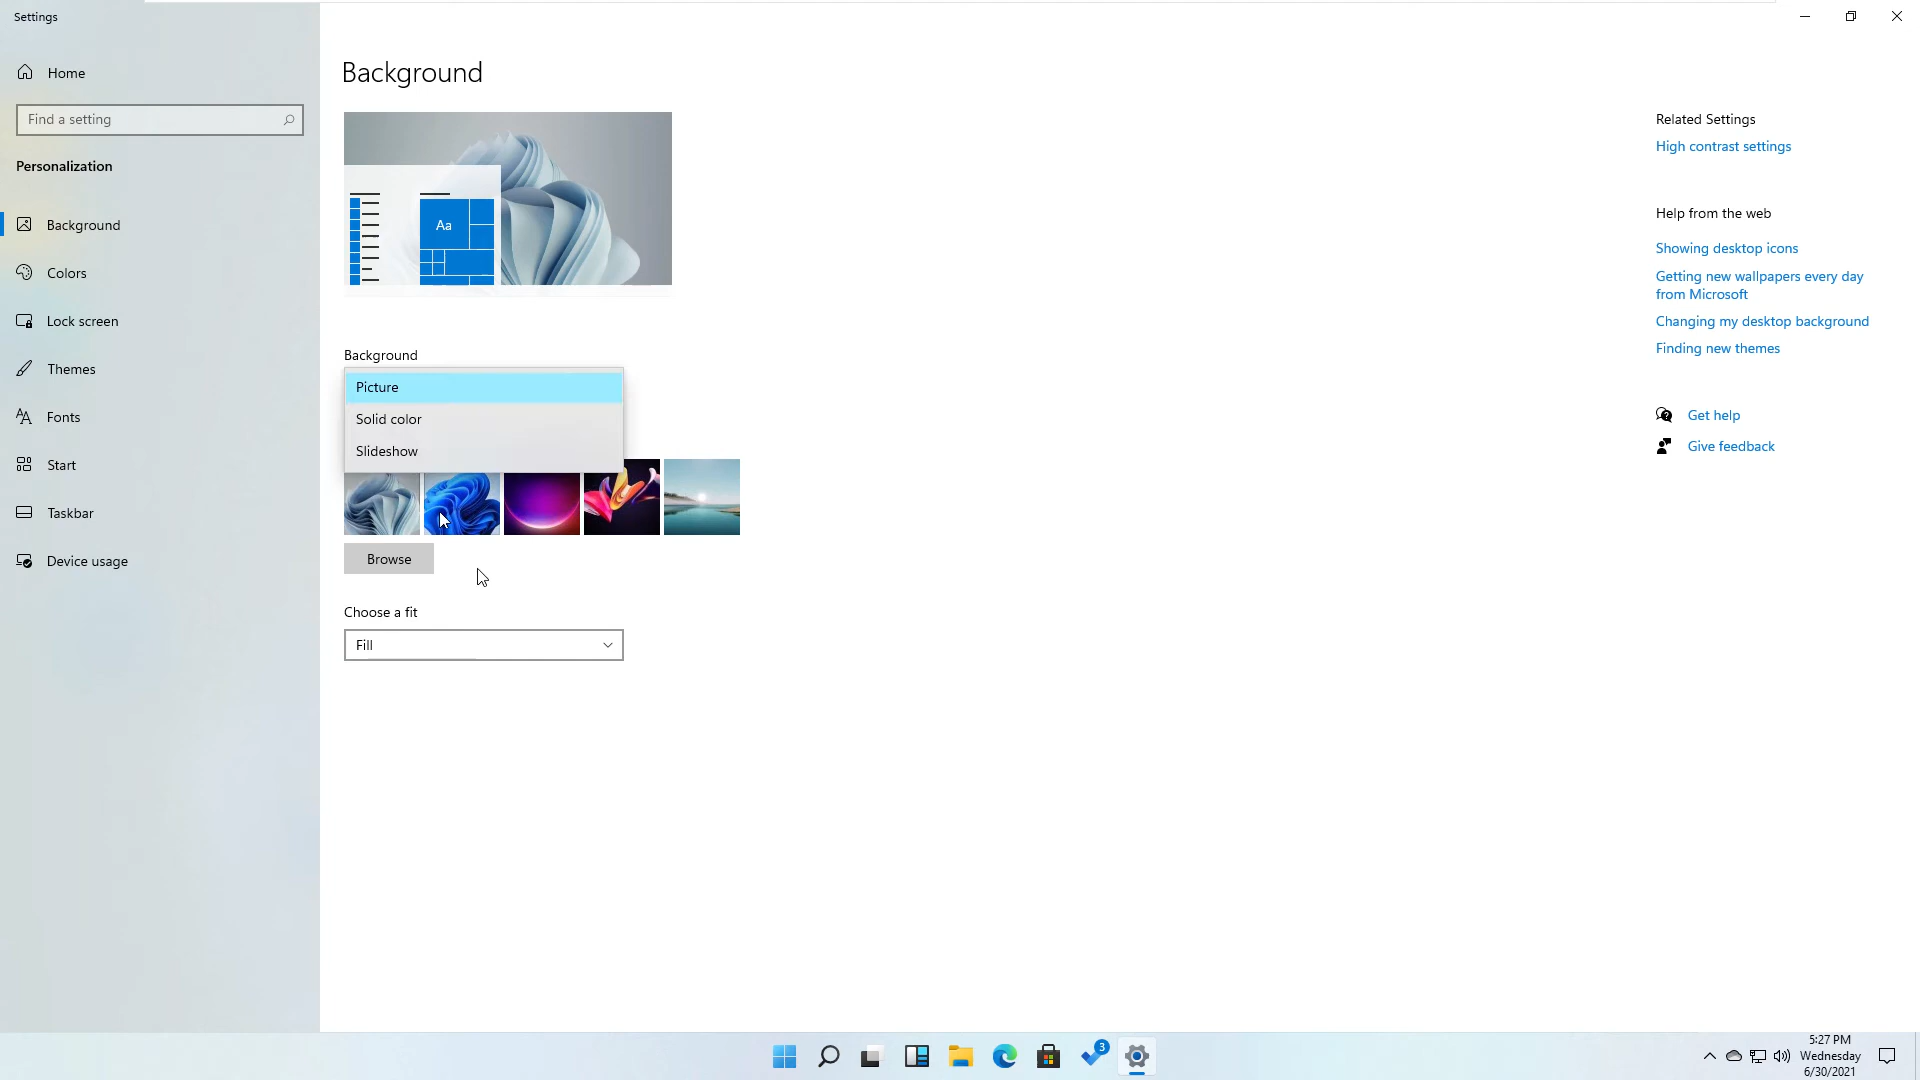 Settings
Home
Find a setting
Personalization
Background
Colors
Lock screen
Themes
Fonts
Start
Taskbar
Device usage
Background
Aa
Background
Picture
Solid color
Slideshow
Browse
Choose a fit
Fill
Related Settings
High contrast settings
Help from the web
Showing desktop icons
Getting new wallpapers every day
from Microsoft
Changing my desktop background
Finding new themes
Get help
Give feedback
3
5:27 PM
Wednesday
6/30/2021